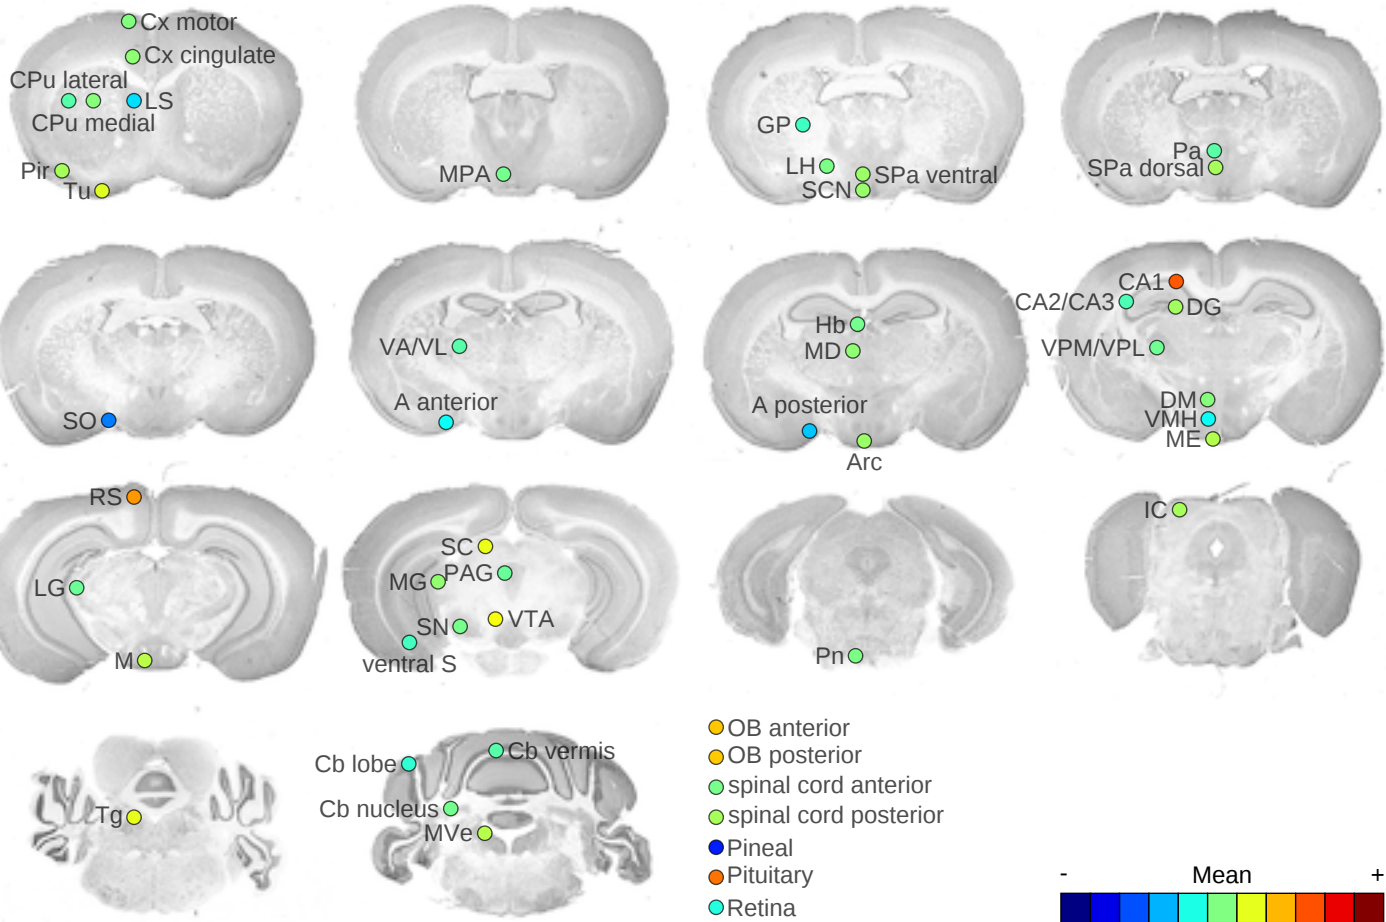 Cx motor
Cx cingulate
CPu lateral
LS
CPu medial
Pir
Tu
MPA
GP
LH
SPa ventral
SCN
Pa
SPa dorsal
SO
VA/VL
A anterior
Hb
MD
A posterior
Arc
CA1
CA2/CA3
DG
VPM/VPL
DM
VMH
ME
RS
LG
M
SC
PAG
MG
VTA
SN
ventral S
Pn
IC
Tg
Cb vermis
Cb lobe
Cb nucleus
MVe
OB anterior
OB posterior
spinal cord anterior
spinal cord posterior
Pineal
Pituitary
Retina
- Mean +